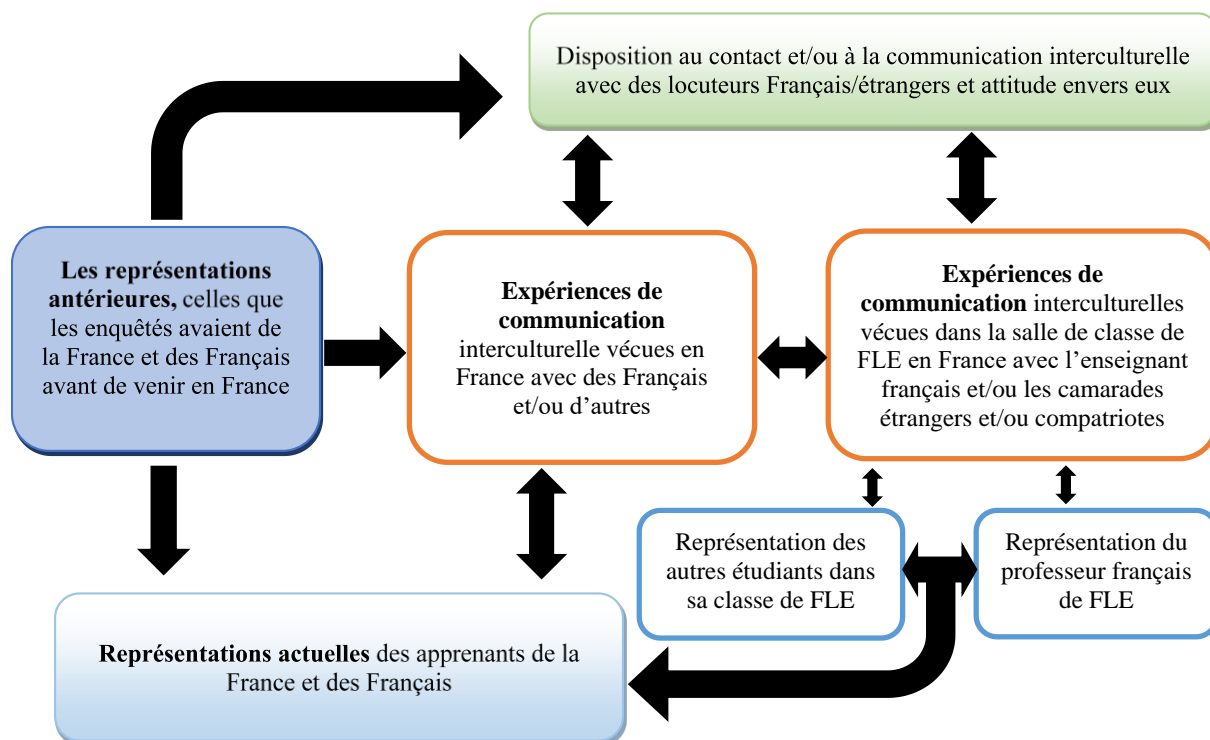 Disposition au contact et/ou à la communication interculturelle
avec des locuteurs Français/étrangers et attitude envers eux
Les représentations
antérieures, celles que
les enquêtés avaient de
la France et des Français
avant de venir en France
Expériences de
communication
interculturelle vécues en
France avec des Français
et/ou d’autres
Expériences de
communication interculturelles
vécues dans la salle de classe de
FLE en France avec l’enseignant
français et/ou les camarades
étrangers et/ou compatriotes
Représentation des
autres étudiants dans
sa classe de FLE
Représentation du
professeur français
de FLE
Représentations actuelles des apprenants de la
France et des Français